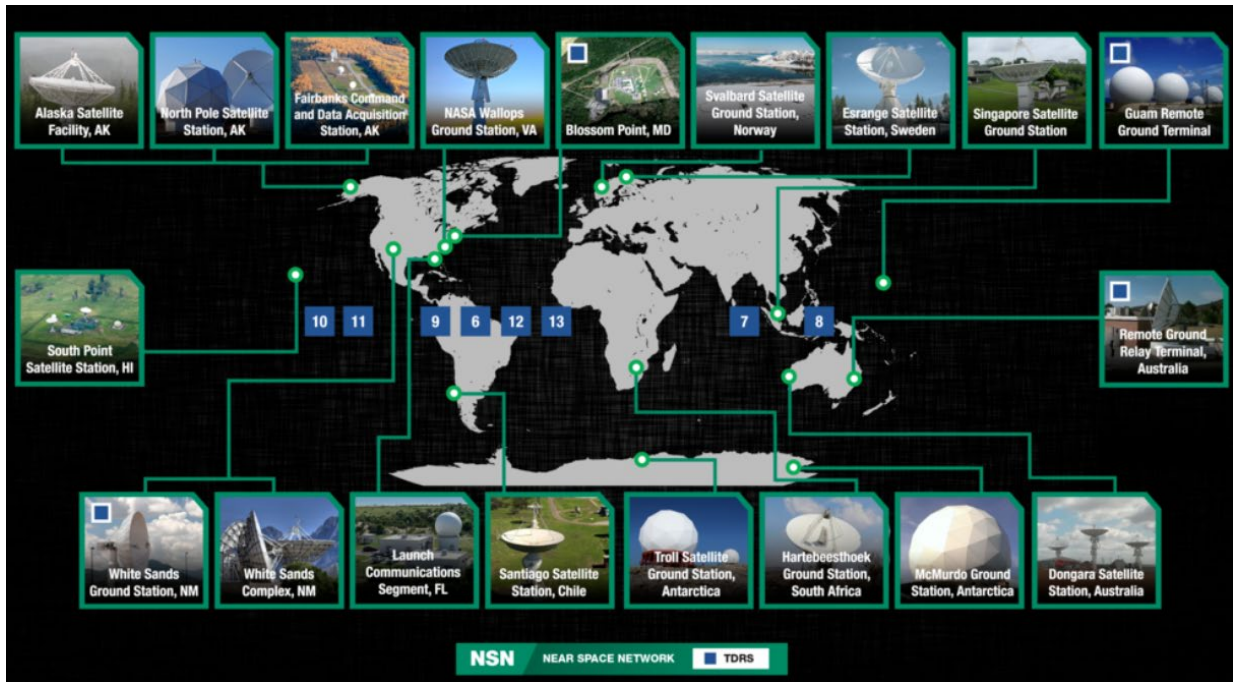 Alaska Satellite
Facility, AK
North Pole Satellite
Station, AK
Fairbanks Command
and Data Acquisition
Station, AK
NASA Wallops
Ground Station, VA
Blossom Point, MD
Svalbard Satellite
Ground Station,
Norway
Esrange Satellite
Station, Sweden
Singapore Satellite
Ground Station
Guam Remote
Ground Terminal
South Point
Satellite Station, HI
10
11
9
6
12
13
7
8
Remote Ground
Relay Terminal,
Australia
White Sands
Ground Station, NM
White Sands
Complex, NM
Launch
Communications
Segment, FL
Santiago Satellite
Station, Chile
Troll Satellite
Ground Station,
Antarctica
Hartebeesthoek
Ground Station,
South Africa
McMurdo Ground
Station, Antarctica
Dongara Satellite
Station, Australia
NSN NEAR SPACE NETWORK TDRS